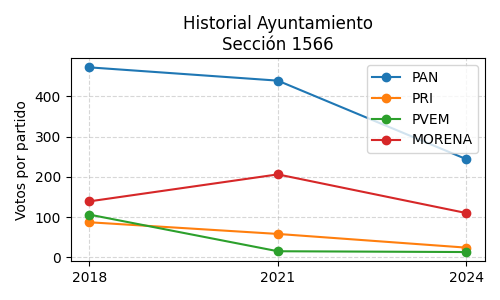 Historial Ayuntamiento
Sección 1566
Votos por partido
400
300
200
100
0
2018
2021
2024
PAN
PRI
PVEM
MORENA